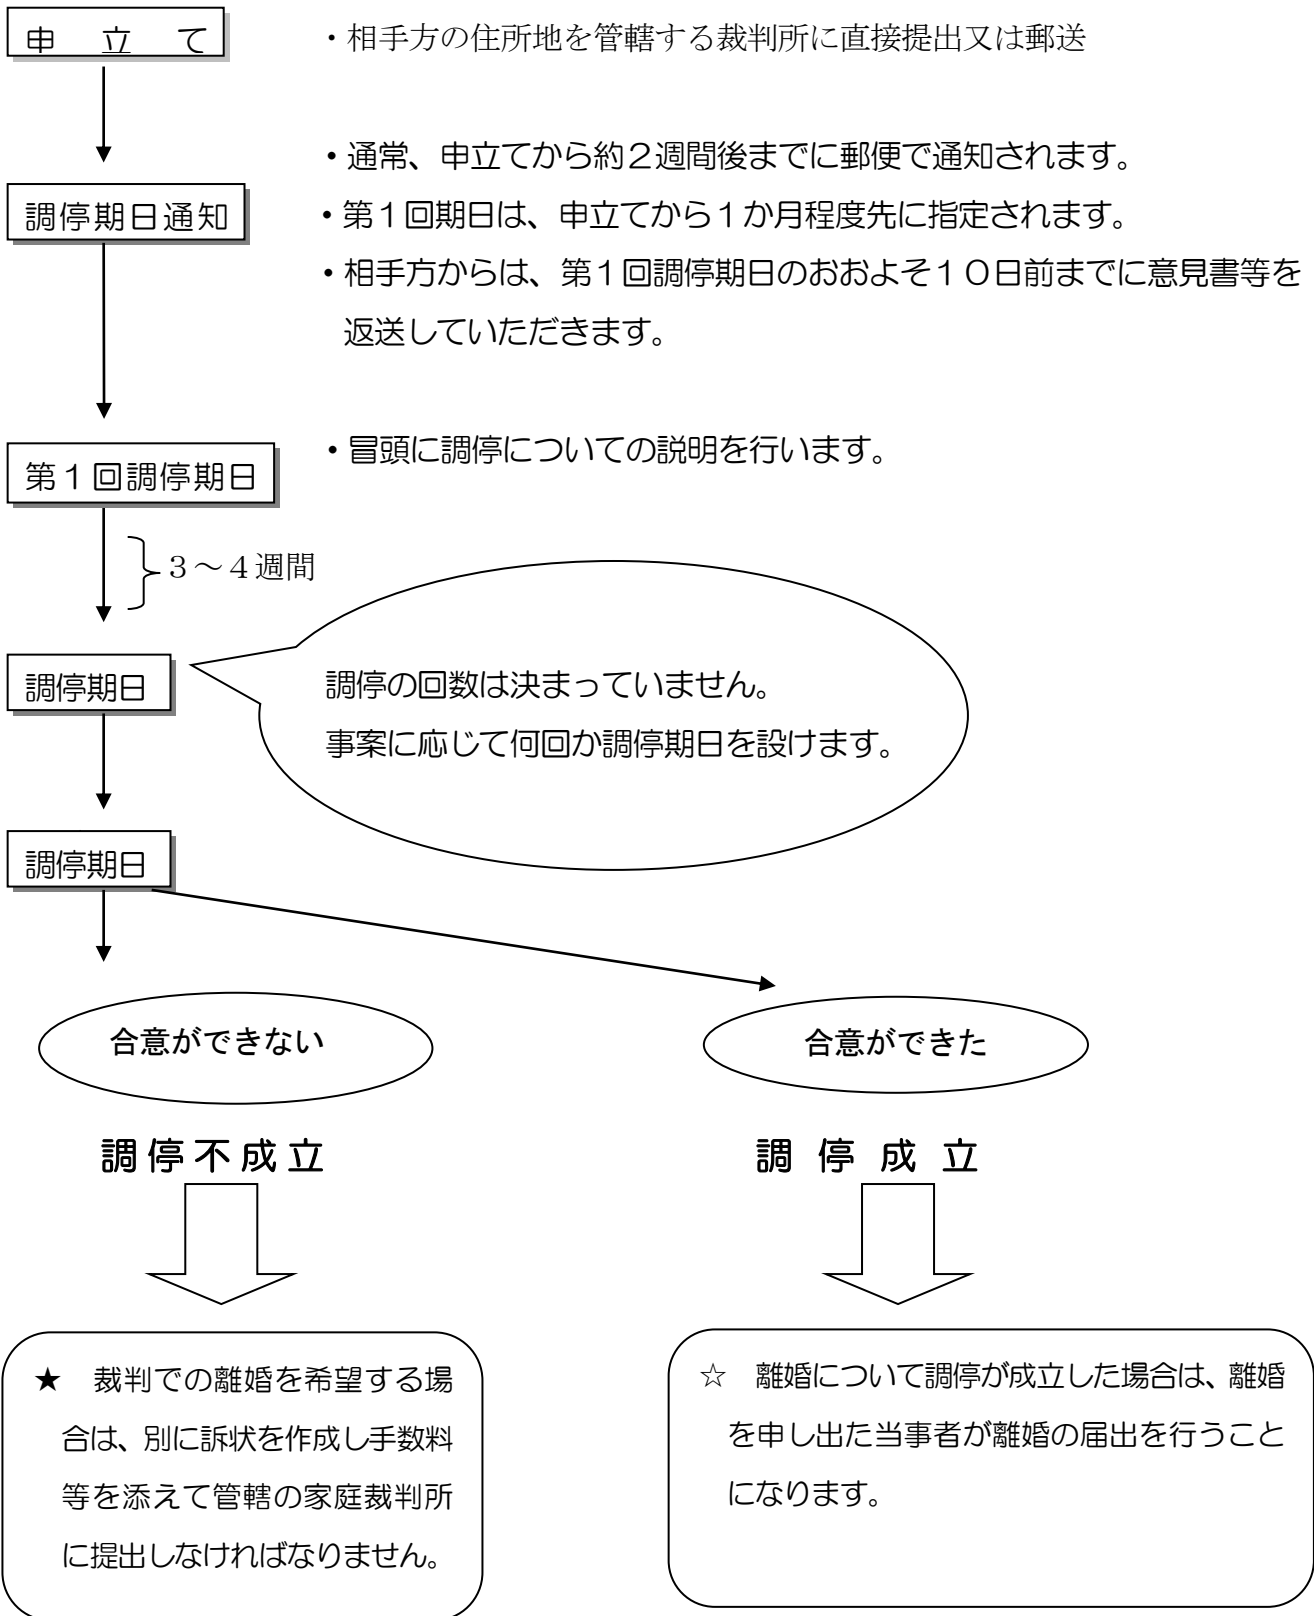 申　立　て
・相手方の住所地を管轄する裁判所に直接提出又は郵送
・通常、申立てから約２週間後までに郵便で通知されます。
調停期日通知
・第１回期日は、申立てから１か月程度先に指定されます。
・相手方からは、第１回調停期日のおおよそ１０日前までに意見書等を
返送していただきます。
・冒頭に調停についての説明を行います。
第１回調停期日
３～４週間
調停期日
調停の回数は決まっていません。
事案に応じて何回か調停期日を設けます。
調停期日
合意ができない
合意ができた
調停不成立
調停成立
★　裁判での離婚を希望する場
合は、別に訴状を作成し手数料
等を添えて管轄の家庭裁判所
に提出しなければなりません。
☆　離婚について調停が成立した場合は、離婚
を申し出た当事者が離婚の届出を行うこと
になります。